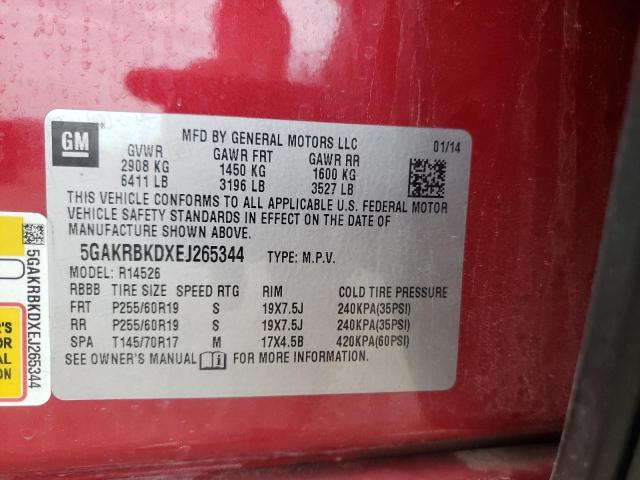 GM
MFD BY GENERAL MOTORS LLC
01/14
GVWR GAWR FRT GAWR RR
2908 KG 1450 KG 1600 KG
6411 LB 3196 LB 3527 LB
THIS VEHICLE CONFORMS TO ALL APPLICABLE U.S. FEDERAL MOTOR
VEHICLE SAFETY STANDARDS IN EFFECT ON THE DATE OF
MANUFACTURE SHOWN ABOVE.
5GAKRBKDXEJ265344 TYPE: M.P.V.
MODEL: R14526
RBBB TIRE SIZE SPEED RTG RIM COLD TIRE PRESSURE
FRT P255/60R19 S 19X7.5J 240KPA(35PSI)
RR P255/60R19 S 19X7.5J 240KPA(35PSI)
SPA T145/70R17 M 17X4.5B 420KPA(60PSI)
SEE OWNER'S MANUAL FOR MORE INFORMATION
5GAKRBKDXEJ265344